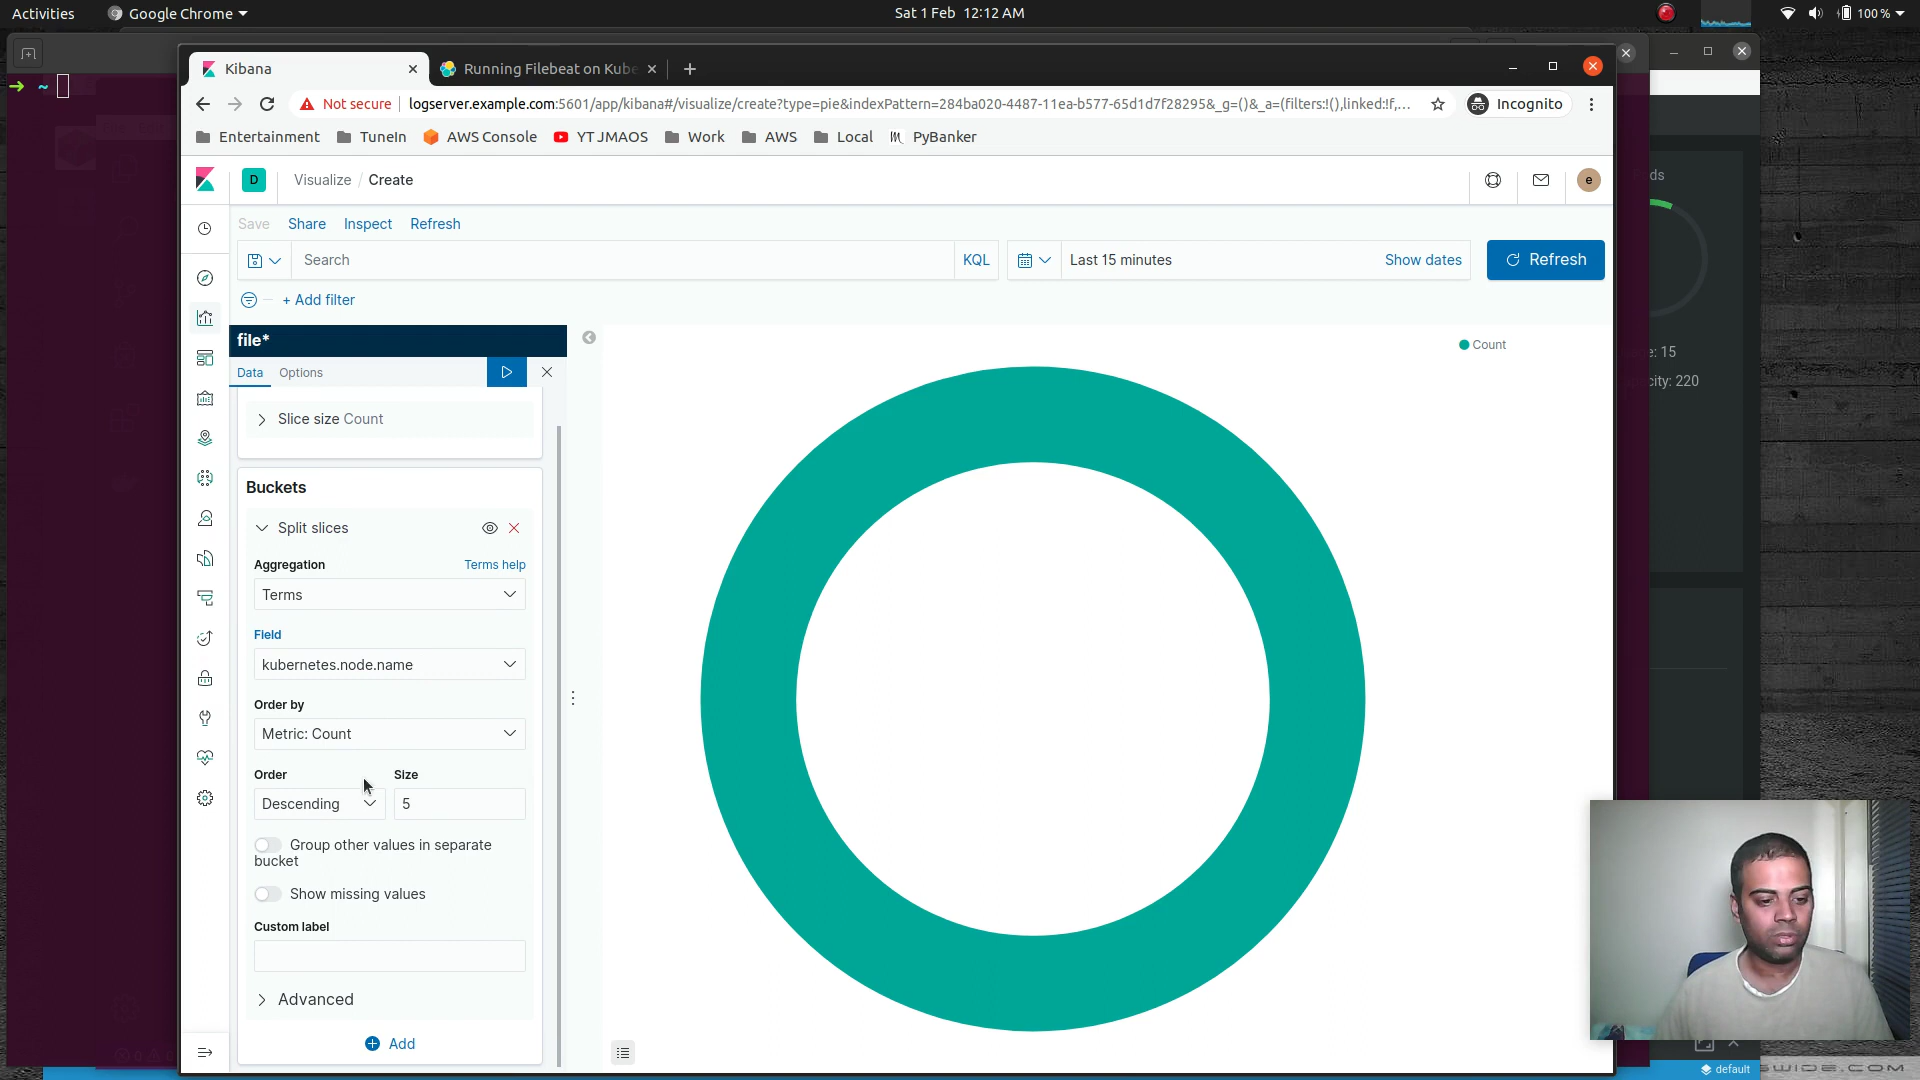 Activities
Google Chrome
Sat 1 Feb 12:12 AM
100 %
Kibana
Running Filebeat on Kube
Not secure
logserver.example.com:5601/app/kibana#/visualize/create?type=pie&indexPattern=284ba020-4487-11ea-b577-65d1d7f28295&_g=()&_a=(filters:!(),linked:!f,...
Incognito
Entertainment
TuneIn
AWS Console
YT JMAOS
Work
AWS
Local
PyBanker
D
Visualize / Create
e
Save
Share
Inspect
Refresh
Search
KQL
Last 15 minutes
Show dates
Refresh
+ Add filter
file*
Data
Options
Count
Slice size Count
Buckets
Split slices
Aggregation
Terms help
Terms
Field
kubernetes.node.name
Order by
Metric: Count
Order
Size
Descending
5
Group other values in separate
bucket
Show missing values
Custom label
Advanced
Add
: 15
city: 220
default